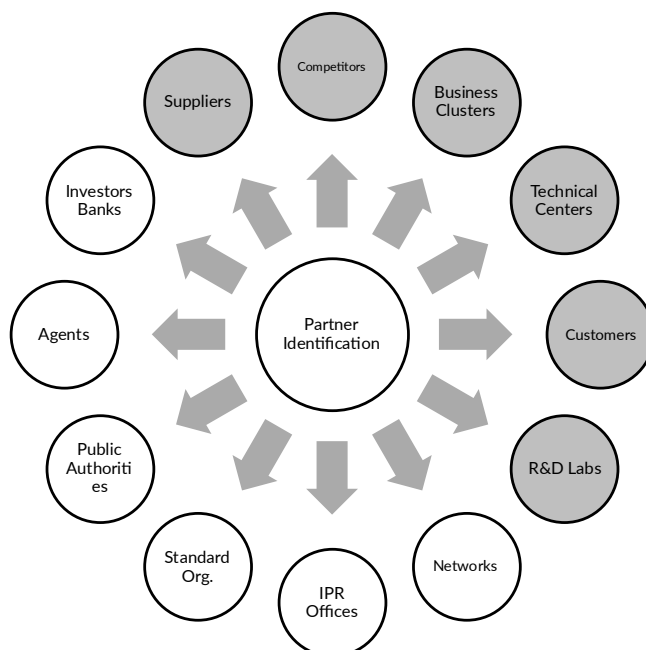 Competitors
Suppliers
Business
Clusters
Investors
Banks
Technical
Centers
Agents
Partner
Identification
Customers
Public
Authoriti
es
R&D Labs
Standard
Org.
Networks
IPR
Offices